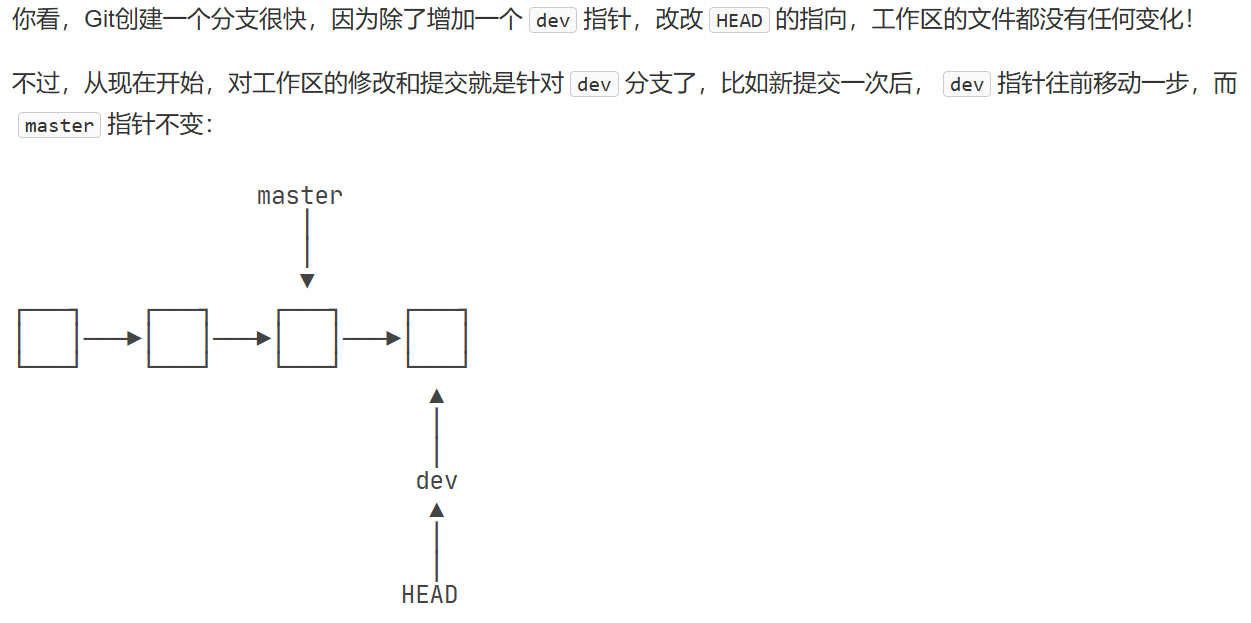 你看，Git创建一个分支很快，因为除了增加一个 dev 指针，改改 HEAD 的指向，工作区的文件都没有任何变化！
不过，从现在开始，对工作区的修改和提交就是针对 dev 分支了，比如新提交一次后， dev 指针往前移动一步，而
master 指针不变：
master
dev
HEAD